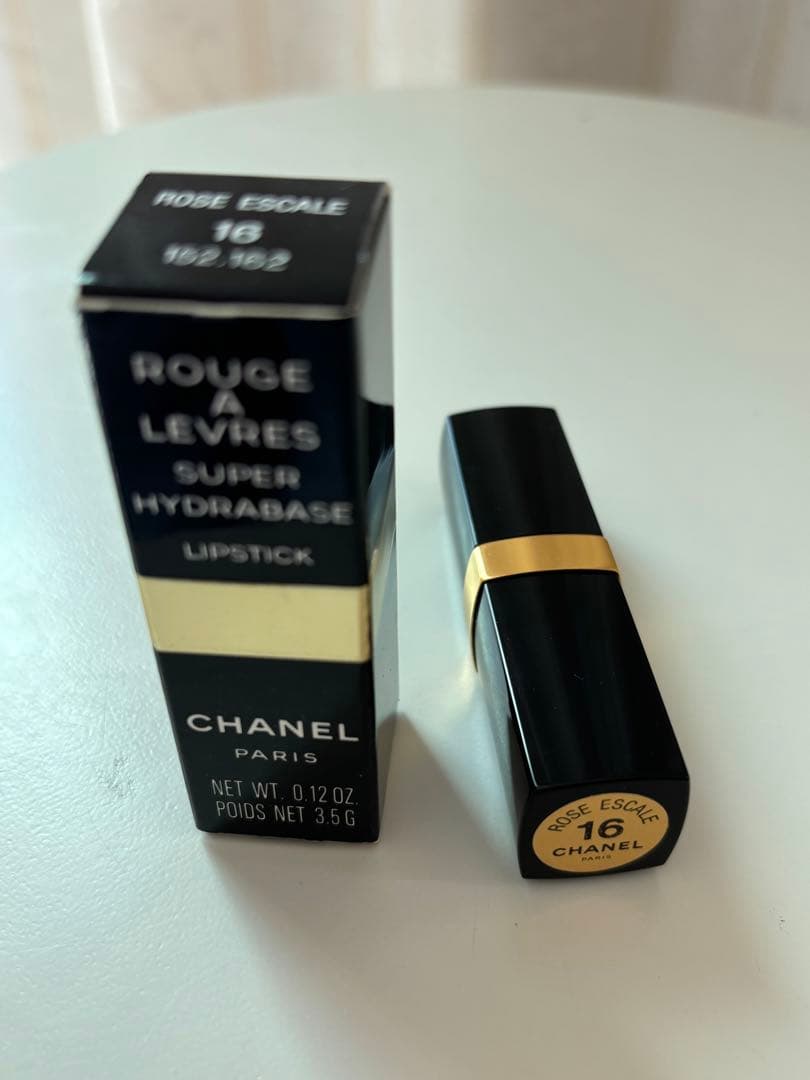 ROSE ESCALE
16
162.162
ROUGE
A
LEVRES
SUPER
HYDRABASE
LIPSTICK
CHANEL
PARIS
NET WT. 0.12 OZ.
POIDS NET 3.5 G
ROSE ESCALE
16
CHANEL
PARIS